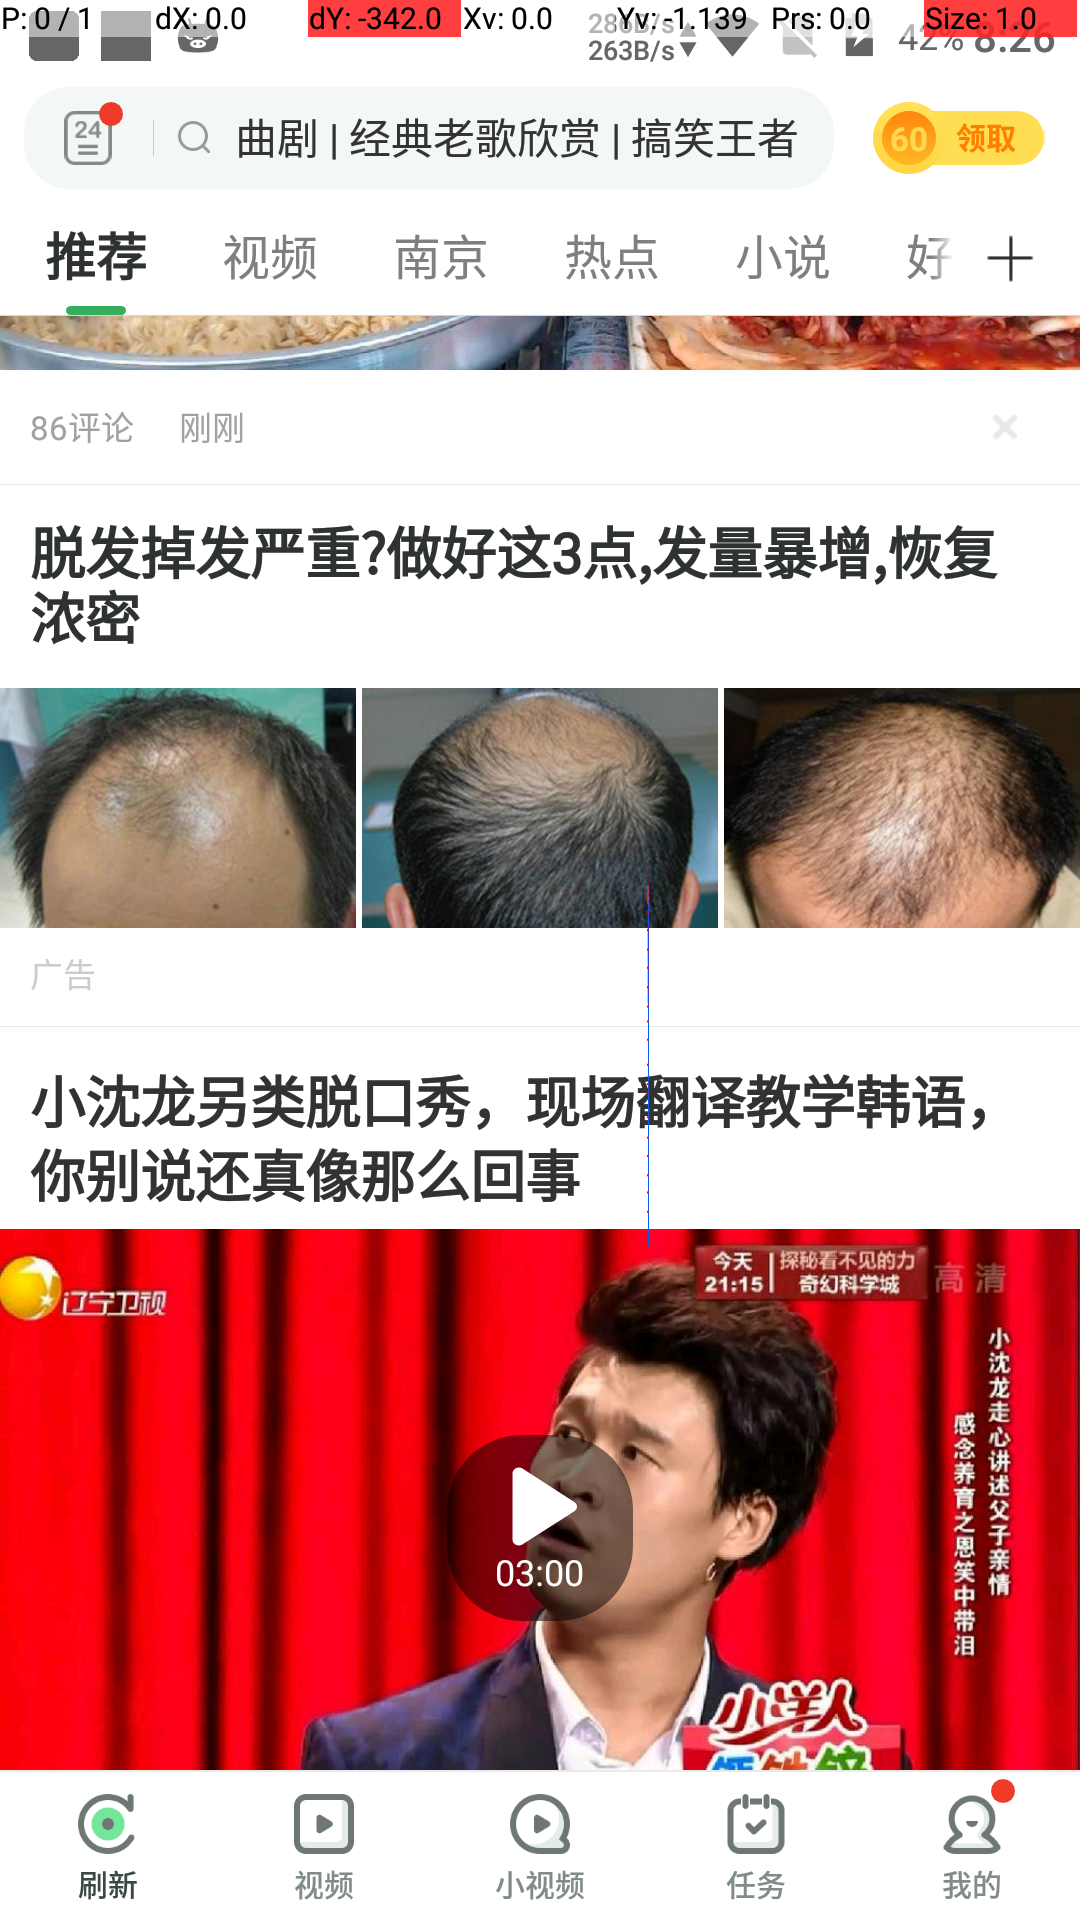 P: 0 / 1 dX: 0.0 dY: -342.0 Xv: 0.0 Yv: -1.139 Prs: 0.0 Size: 1.0
263B/s 42% 8:26
24 曲剧 | 经典老歌欣赏 | 搞笑王者 60 领取
推荐 视频 南京 热点 小说 好
86评论 刚刚
脱发掉发严重?做好这3点,发量暴增,恢复
浓密
广告
小沈龙另类脱口秀，现场翻译教学韩语，
你别说还真像那么回事
辽宁卫视
今天
21:15
探秘看不见的力
奇幻科学城
高清
小沈龙走心讲述父子亲情
感念养育之恩笑中带泪
03:00
小洋人
刷新 视频 小视频 任务 我的